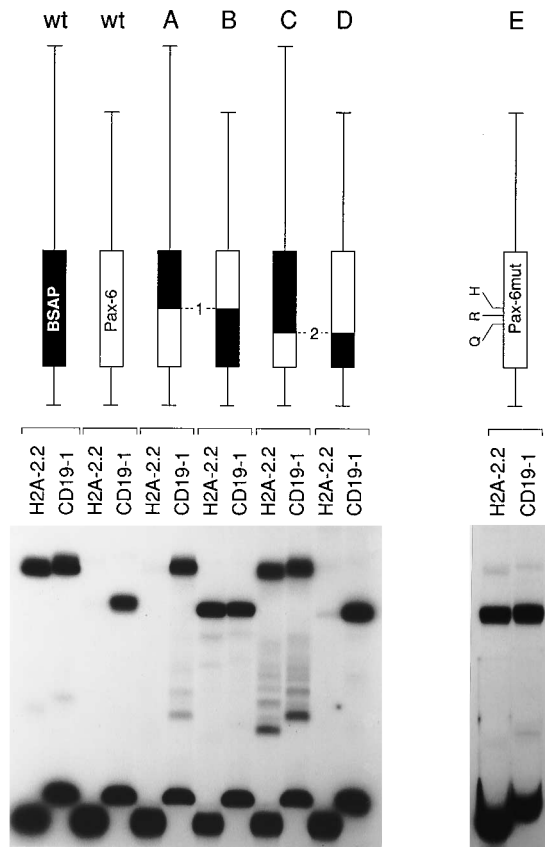 wt wt A B C D E
BSAP
Pax-6
1
2
H
R
Q
Pax-6mut
H2A-2.2 CD19-1 H2A-2.2 CD19-1 H2A-2.2 CD19-1 H2A-2.2 CD19-1 H2A-2.2 CD19-1 H2A-2.2 CD19-1 H2A-2.2 CD19-1